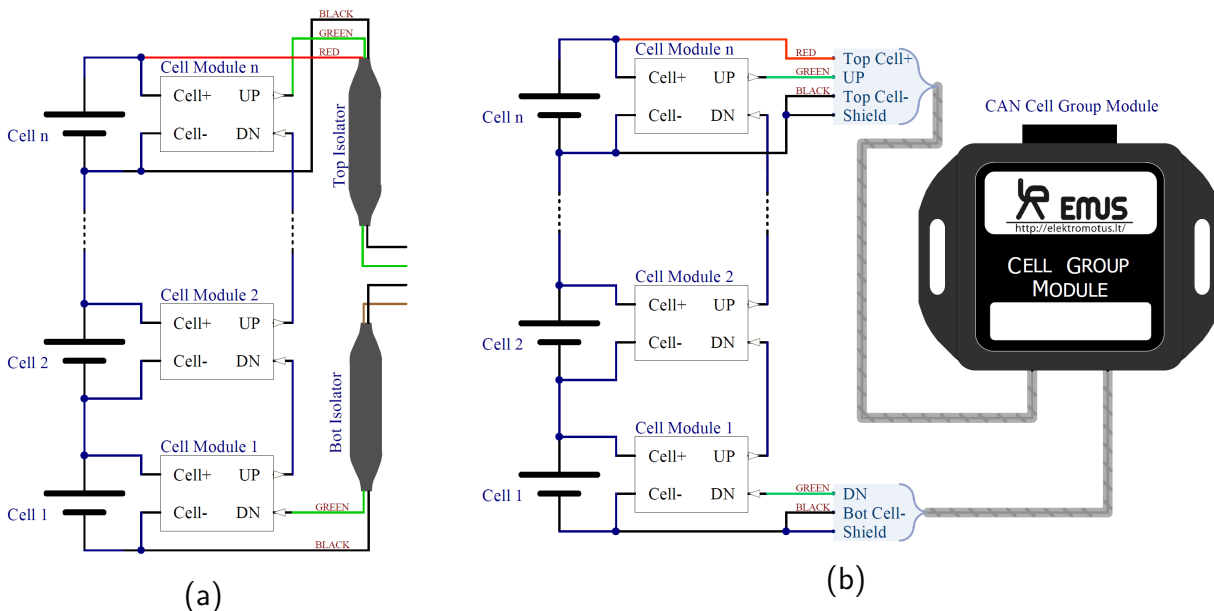 BLACK
GREEN
RED
Cell Module n
Cell+ UP
Cell- DN
Cell n
Top Isolator
Cell Module 2
Cell+ UP
Cell- DN
Cell 2
Bot Isolator
Cell Module 1
Cell+ UP
Cell- DN
Cell 1
GREEN
BLACK
(a)
Cell Module n
Cell+ UP
Cell- DN
Cell n
RED
GREEN
BLACK
Top Cell+
UP
Top Cell-
Shield
Cell Module 2
Cell+ UP
Cell- DN
Cell 2
Cell Module 1
Cell+ UP
Cell- DN
Cell 1
GREEN
BLACK
DN
Bot Cell-
Shield
CAN Cell Group Module
EMUS
http://elektromotus.lt/
CELL GROUP
MODULE
(b)